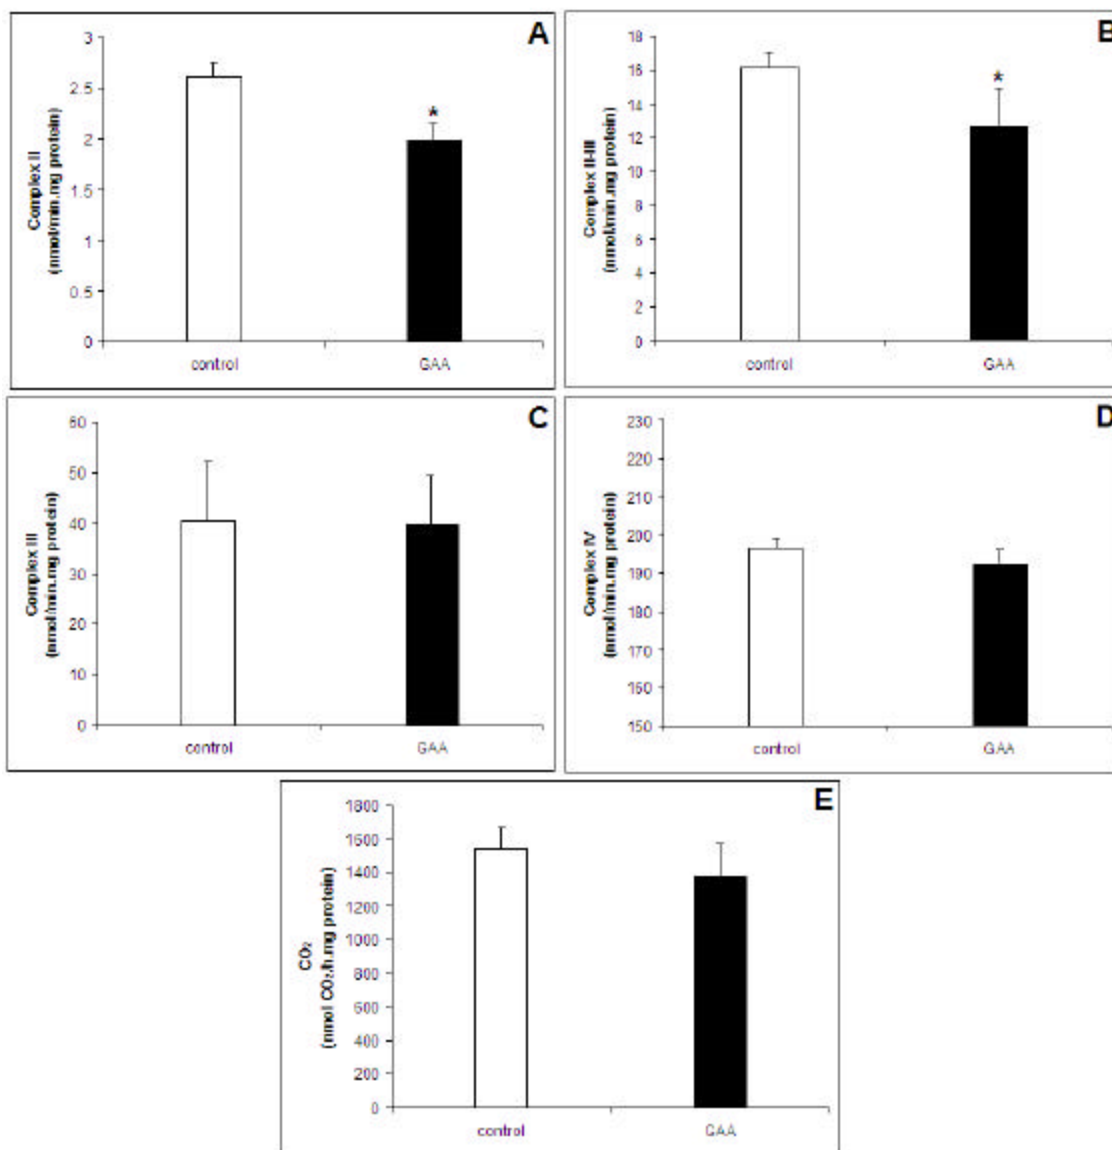 A
3
2.5
2
1.5
1
0.5
0
Complex II
(nmol/min.mg protein)
*
control
GAA
B
18
16
14
12
10
8
6
4
2
0
Complex II-III
(nmol/min.mg protein)
*
control
GAA
C
60
50
40
30
20
10
0
Complex III
(nmol/min.mg protein)
control
GAA
D
230
220
210
200
190
180
170
160
150
Complex IV
(nmol/min.mg protein)
control
GAA
E
1800
1600
1400
1200
1000
800
600
400
200
0
CO₂
(nmol CO₂/h.mg protein)
control
GAA